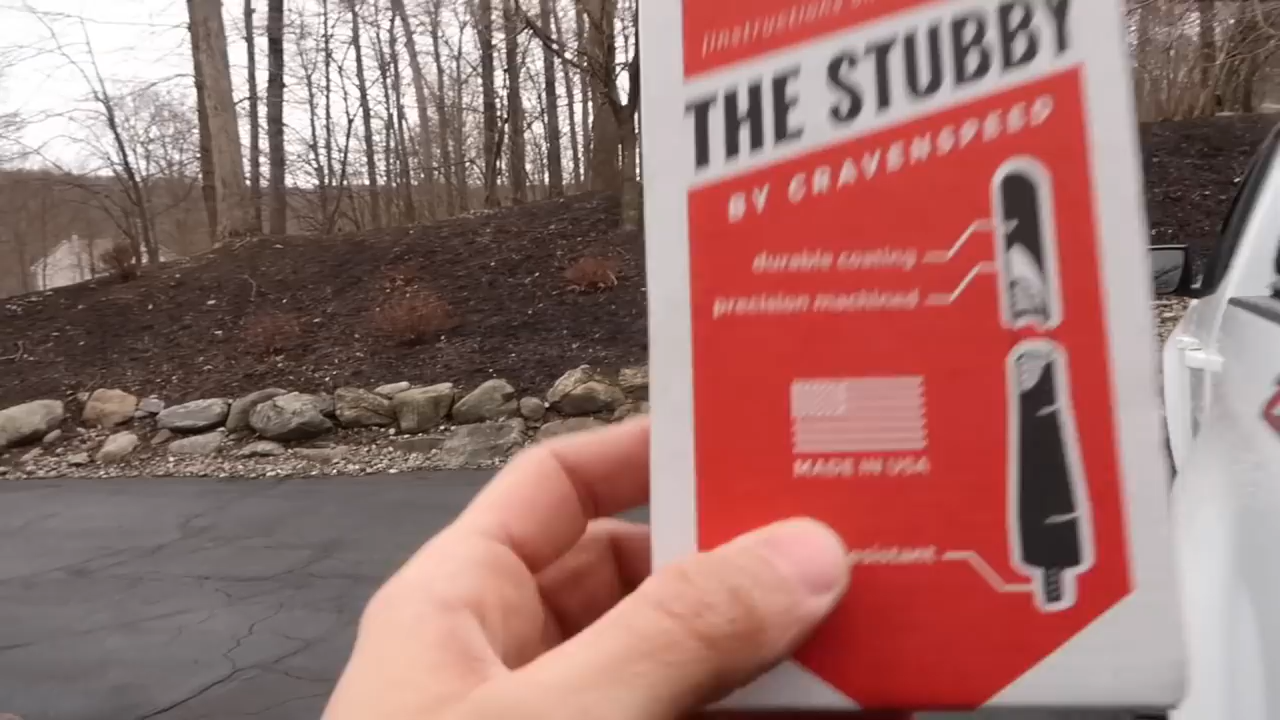 THE STUBBY
BY CRAVENSPEED
durable coating
precision machined
MADE IN USA